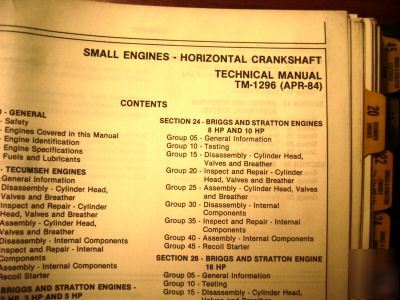 SMALL ENGINES - HORIZONTAL CRANKSHAFT
TECHNICAL MANUAL
TM-1296 (APR-84)
CONTENTS
- GENERAL
- Safety
- Engines Covered in this Manual
- Engine Identification
- Engine Specifications
Fuels and Lubricants
TECUMSEH ENGINES
General Information
Disassembly - Cylinder Head,
Valves and Breather
Inspect and Repair - Cylinder
Head, Valves and Breather
Assembly - Cylinder Head,
Valves and Breather
Disassembly - Internal Components
Inspect and Repair - Internal
Components
Assembly - Internal Components
Recoil Starter
BRIGGS AND STRATTON ENGINES -
HP, 3 HP and 5 HP
SECTION 24 - BRIGGS AND STRATTON ENGINES
8 HP AND 10 HP
Group 05 - General Information
Group 10 - Testing
Group 15 - Disassembly - Cylinder Head,
Valves and Breather
Group 20 - Inspect and Repair - Cylinder
Head, Valves and Breather
Group 25 - Assembly - Cylinder Head, Valves
and Breather
Group 30 - Disassembly - Internal
Components
Group 35 - Inspect and Repair - Internal
Components
Group 40 - Assembly - Internal Components
Group 45 - Recoil Starter
SECTION 26 - BRIGGS AND STRATTON ENGINE
16 HP
Group 05 - General Information
Group 10 - Testing
Group 15 - Disassembly - Cylinder Head,
Valves and Breather
45
20